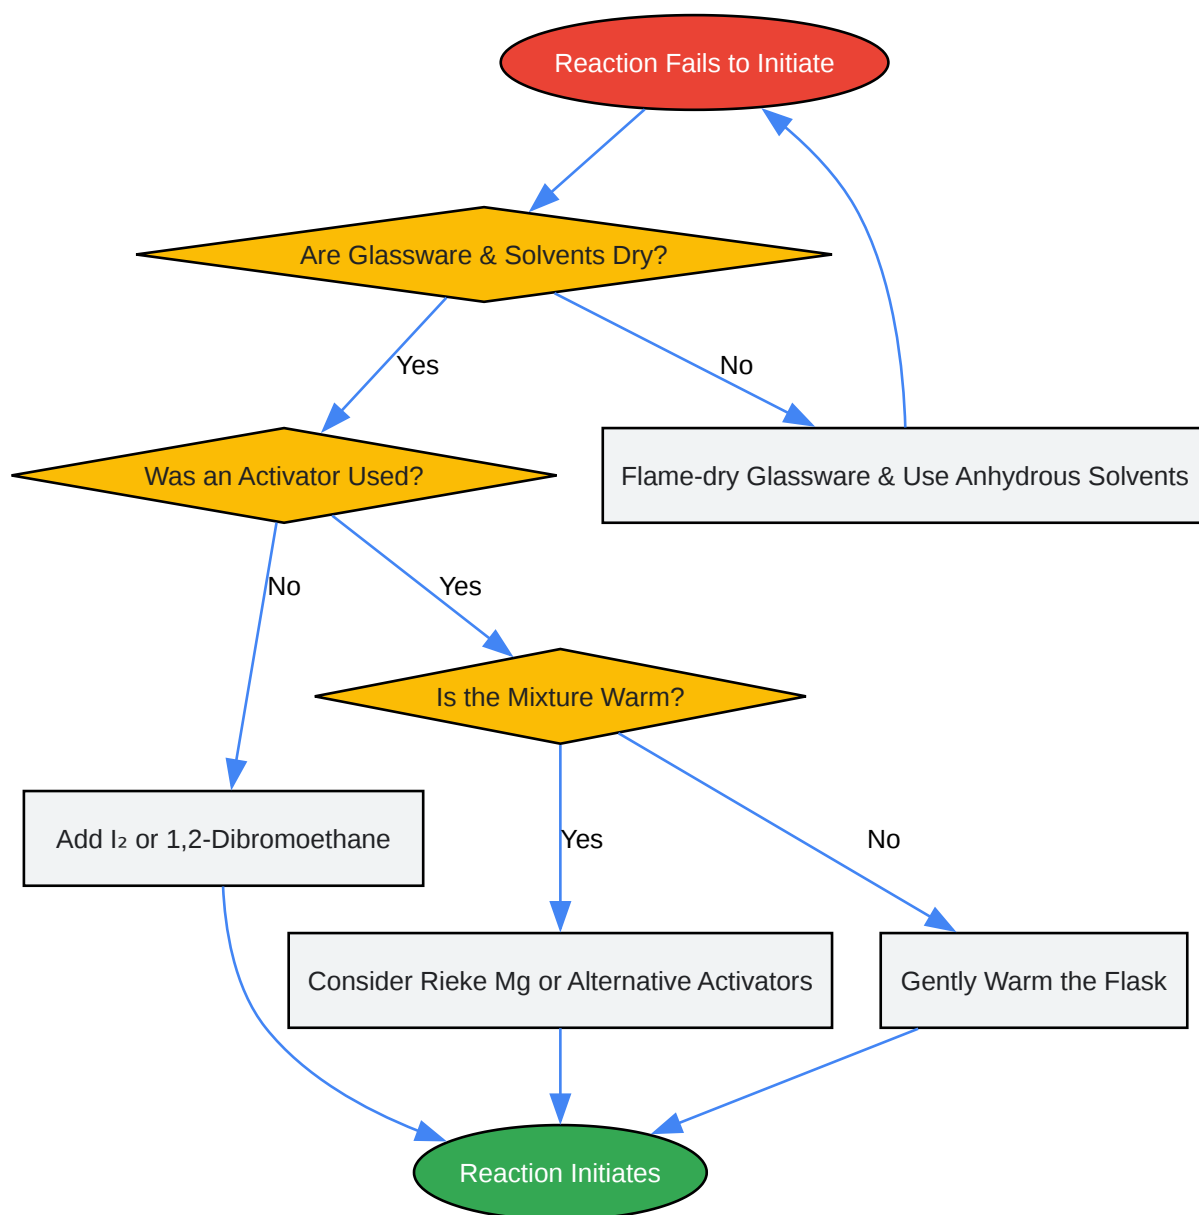 Reaction Fails to Initiate
Are Glassware & Solvents Dry?
Yes
No
Was an Activator Used?
Flame-dry Glassware & Use Anhydrous Solvents
No
Yes
Is the Mixture Warm?
Add I₂ or 1,2-Dibromoethane
Yes
No
Consider Rieke Mg or Alternative Activators
Gently Warm the Flask
Reaction Initiates